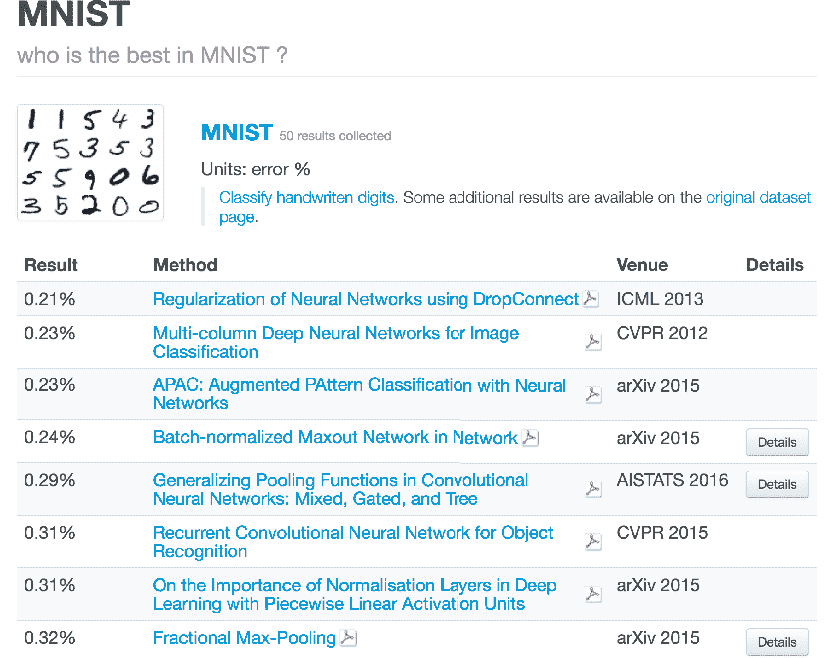 MNIST
who is the best in MNIST ?
1 1 5 4 3
7 5 3 5 3
5 5 9 0 6
3 5 2 0 0
MNIST 50 results collected
Units: error %
Classify handwriten digits. Some additional results are available on the original dataset
page.
Result Method Venue Details
0.21% Regularization of Neural Networks using DropConnect ICML 2013
0.23% Multi-column Deep Neural Networks for Image CVPR 2012
Classification
0.23% APAC: Augmented PAttern Classification with Neural arXiv 2015
Networks
0.24% Batch-normalized Maxout Network in Network arXiv 2015 Details
0.29% Generalizing Pooling Functions in Convolutional AISTATS 2016 Details
Neural Networks: Mixed, Gated, and Tree
0.31% Recurrent Convolutional Neural Network for Object CVPR 2015
Recognition
0.31% On the Importance of Normalisation Layers in Deep arXiv 2015
Learning with Piecewise Linear Activation Units
0.32% Fractional Max-Pooling arXiv 2015 Details